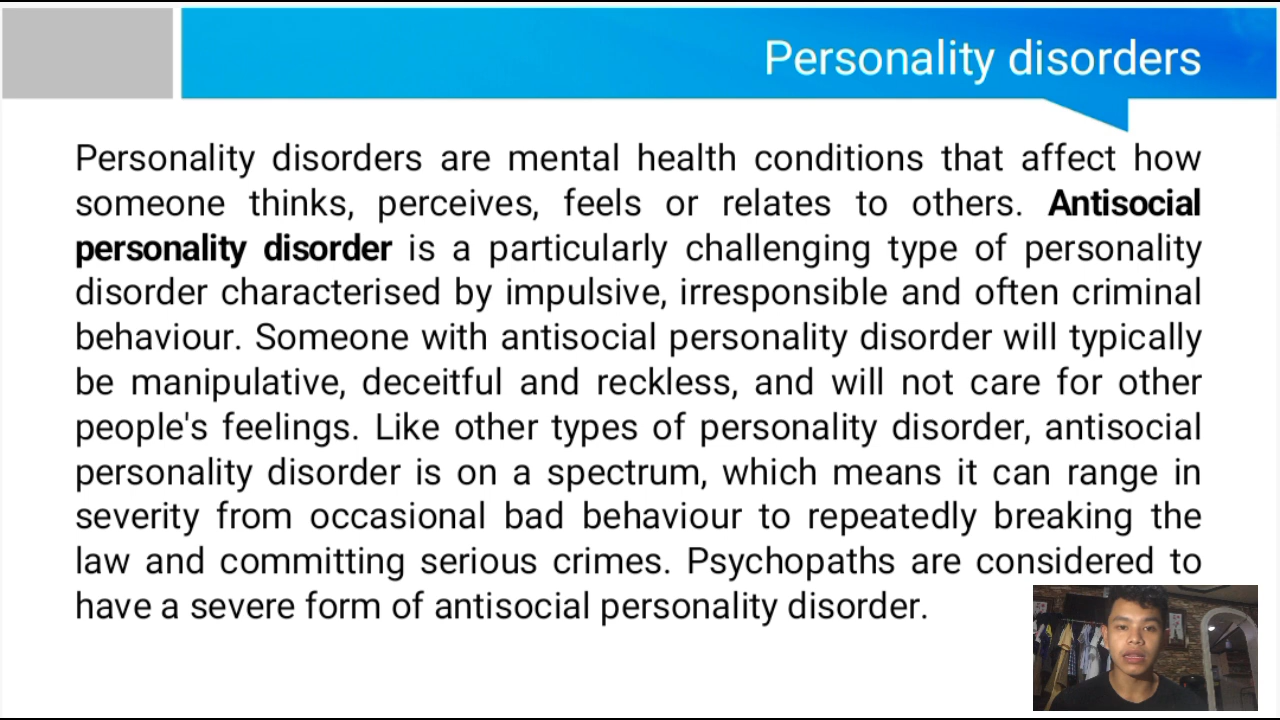 Personality disorders
Personality disorders are mental health conditions that affect how
someone thinks, perceives, feels or relates to others. Antisocial
personality disorder is a particularly challenging type of personality
disorder characterised by impulsive, irresponsible and often criminal
behaviour. Someone with antisocial personality disorder will typically
be manipulative, deceitful and reckless, and will not care for other
people's feelings. Like other types of personality disorder, antisocial
personality disorder is on a spectrum, which means it can range in
severity from occasional bad behaviour to repeatedly breaking the
law and committing serious crimes. Psychopaths are considered to
have a severe form of antisocial personality disorder.